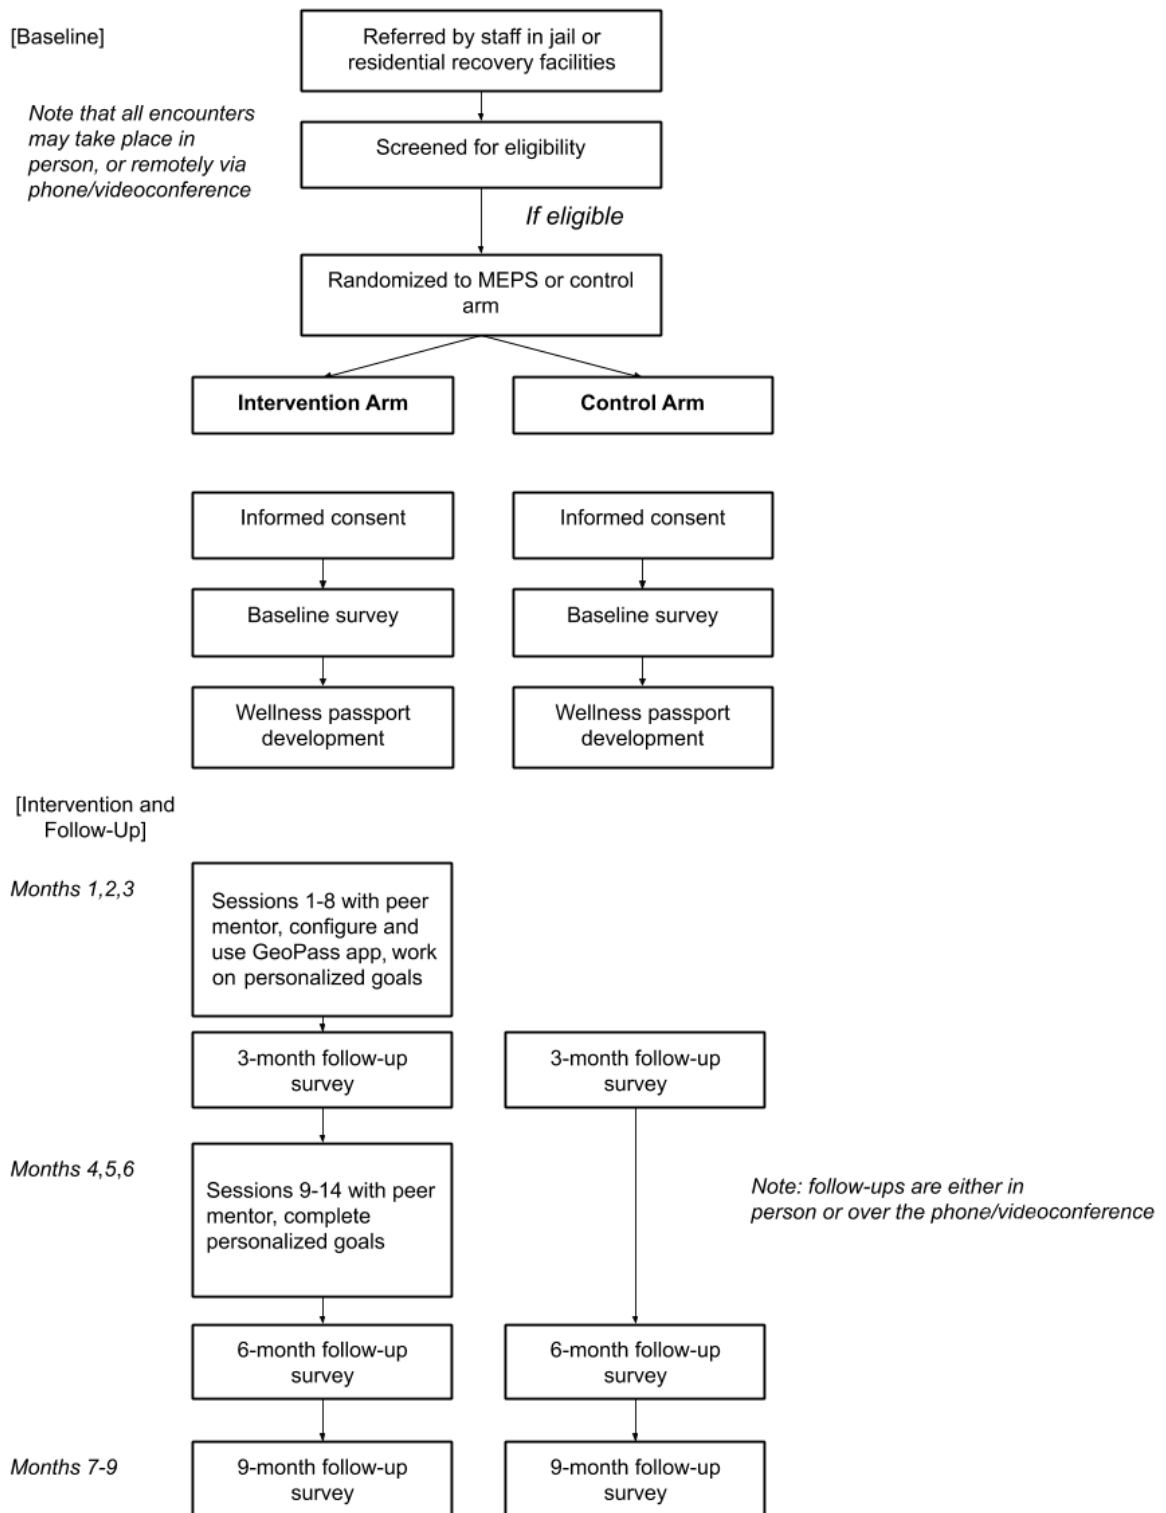 [Baseline]
Referred by staff in jail or
residential recovery facilities
Note that all encounters
may take place in
person, or remotely via
phone/videoconference
Screened for eligibility
If eligible
Randomized to MEPS or control
arm
Intervention Arm
Control Arm
Informed consent
Informed consent
Baseline survey
Baseline survey
Wellness passport
development
Wellness passport
development
[Intervention and
Follow-Up]
Months 1,2,3
Sessions 1-8 with peer
mentor, configure and
use GeoPass app, work
on personalized goals
3-month follow-up
survey
3-month follow-up
survey
Months 4,5,6
Sessions 9-14 with peer
mentor, complete
personalized goals
Note: follow-ups are either in
person or over the phone/videoconference
6-month follow-up
survey
6-month follow-up
survey
Months 7-9
9-month follow-up
survey
9-month follow-up
survey